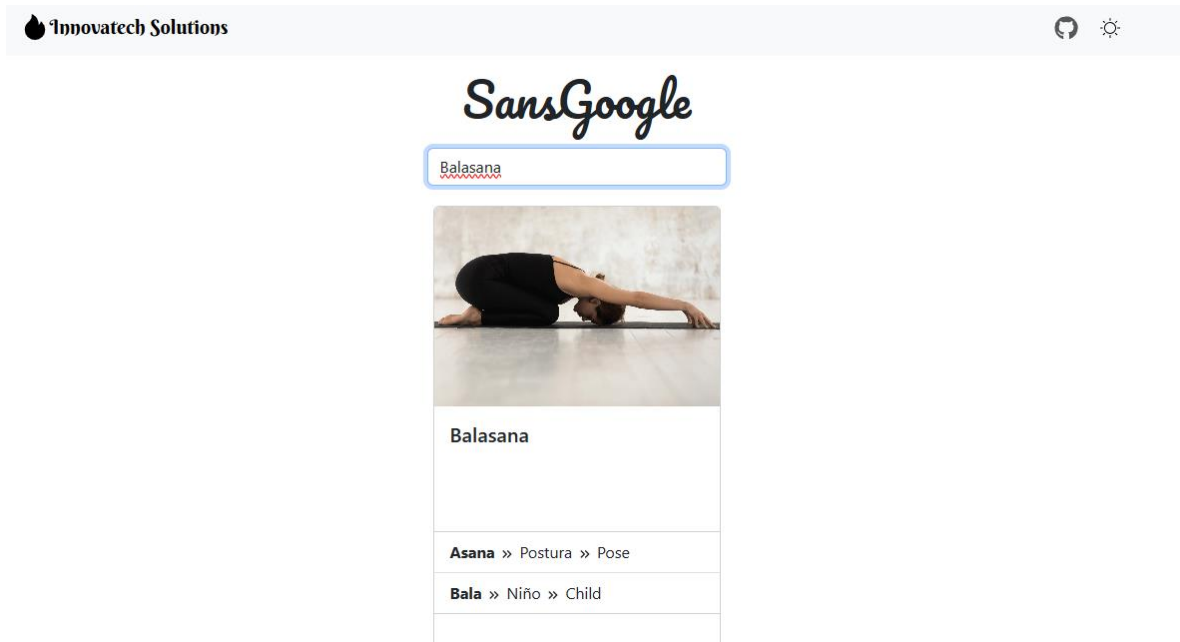 Innovatech Solutions
SansGoogle
Balasana
Balasana
Asana » Postura » Pose
Bala » Niño » Child